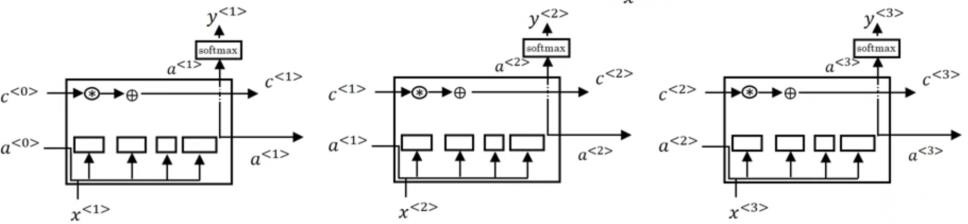 y<1> y<2> y<3>
softmax softmax softmax
a<1> a<2> a<3>
c<0> * ⊕ c<1> c<1> * ⊕ c<2> c<2> * ⊕ c<3>
a<0> a<1> a<1> a<2> a<2> a<3>
x<1> x<2> x<3>